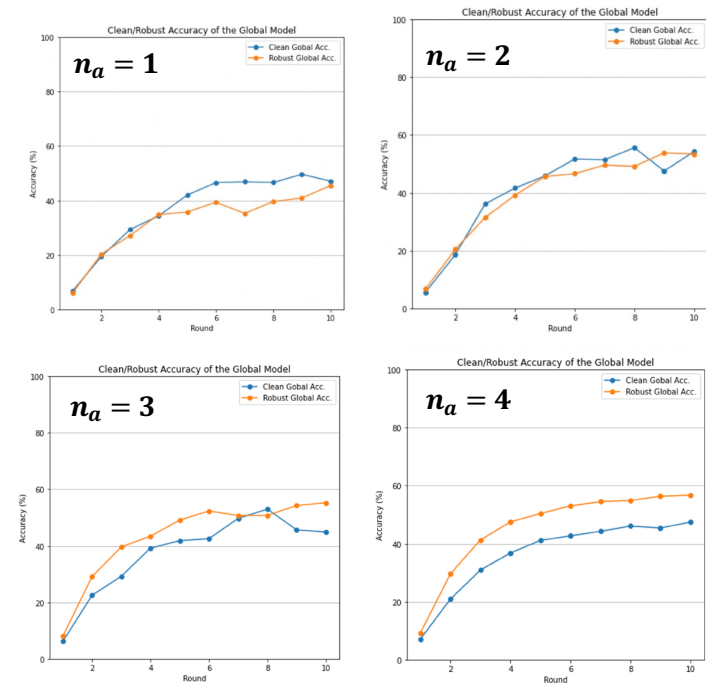 Clean/Robust Accuracy of the Global Model
n_a = 1
Clean Gobal Acc.
Robust Global Acc.
Accuracy (%)
100
80
60
40
20
0
2 4 6 8 10
Round
Clean/Robust Accuracy of the Global Model
n_a = 2
Clean Gobal Acc.
Robust Global Acc.
Accuracy (%)
100
80
60
40
20
0
2 4 6 8 10
Round
Clean/Robust Accuracy of the Global Model
n_a = 3
Clean Gobal Acc.
Robust Global Acc.
Accuracy (%)
100
80
60
40
20
0
2 4 6 8 10
Round
Clean/Robust Accuracy of the Global Model
n_a = 4
Clean Gobal Acc.
Robust Global Acc.
Accuracy (%)
100
80
60
40
20
0
2 4 6 8 10
Round